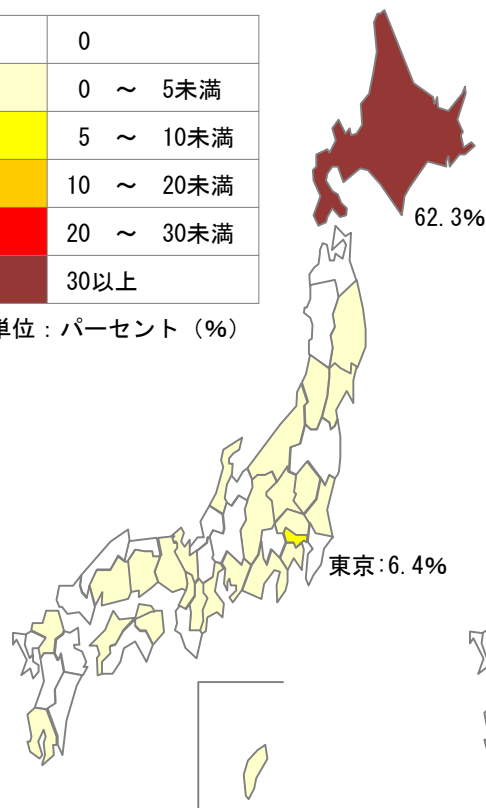 0
0 ～ 5未満
5 ～ 10未満
10 ～ 20未満
20 ～ 30未満
30以上
単位：パーセント（%）
62.3%
東京:6.4%